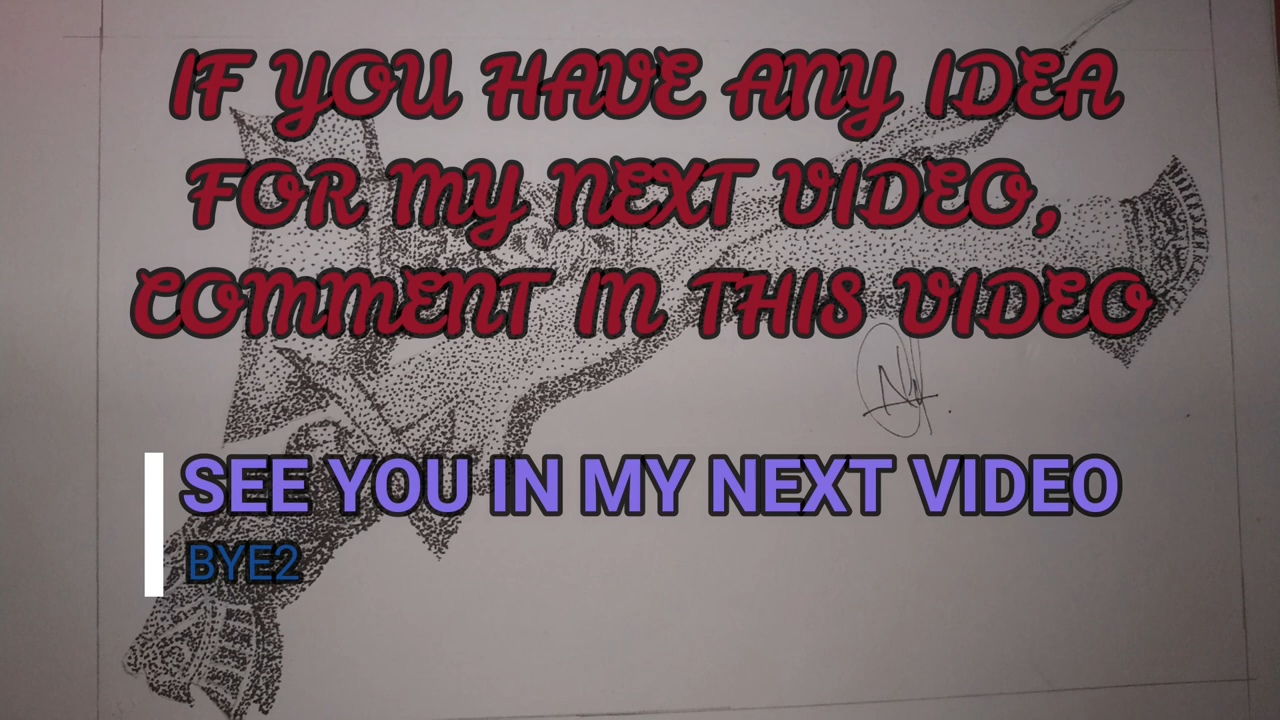 IF YOU HAVE ANY IDEA
FOR MY NEXT VIDEO,
COMMENT IN THIS VIDEO
SEE YOU IN MY NEXT VIDEO
BYE2